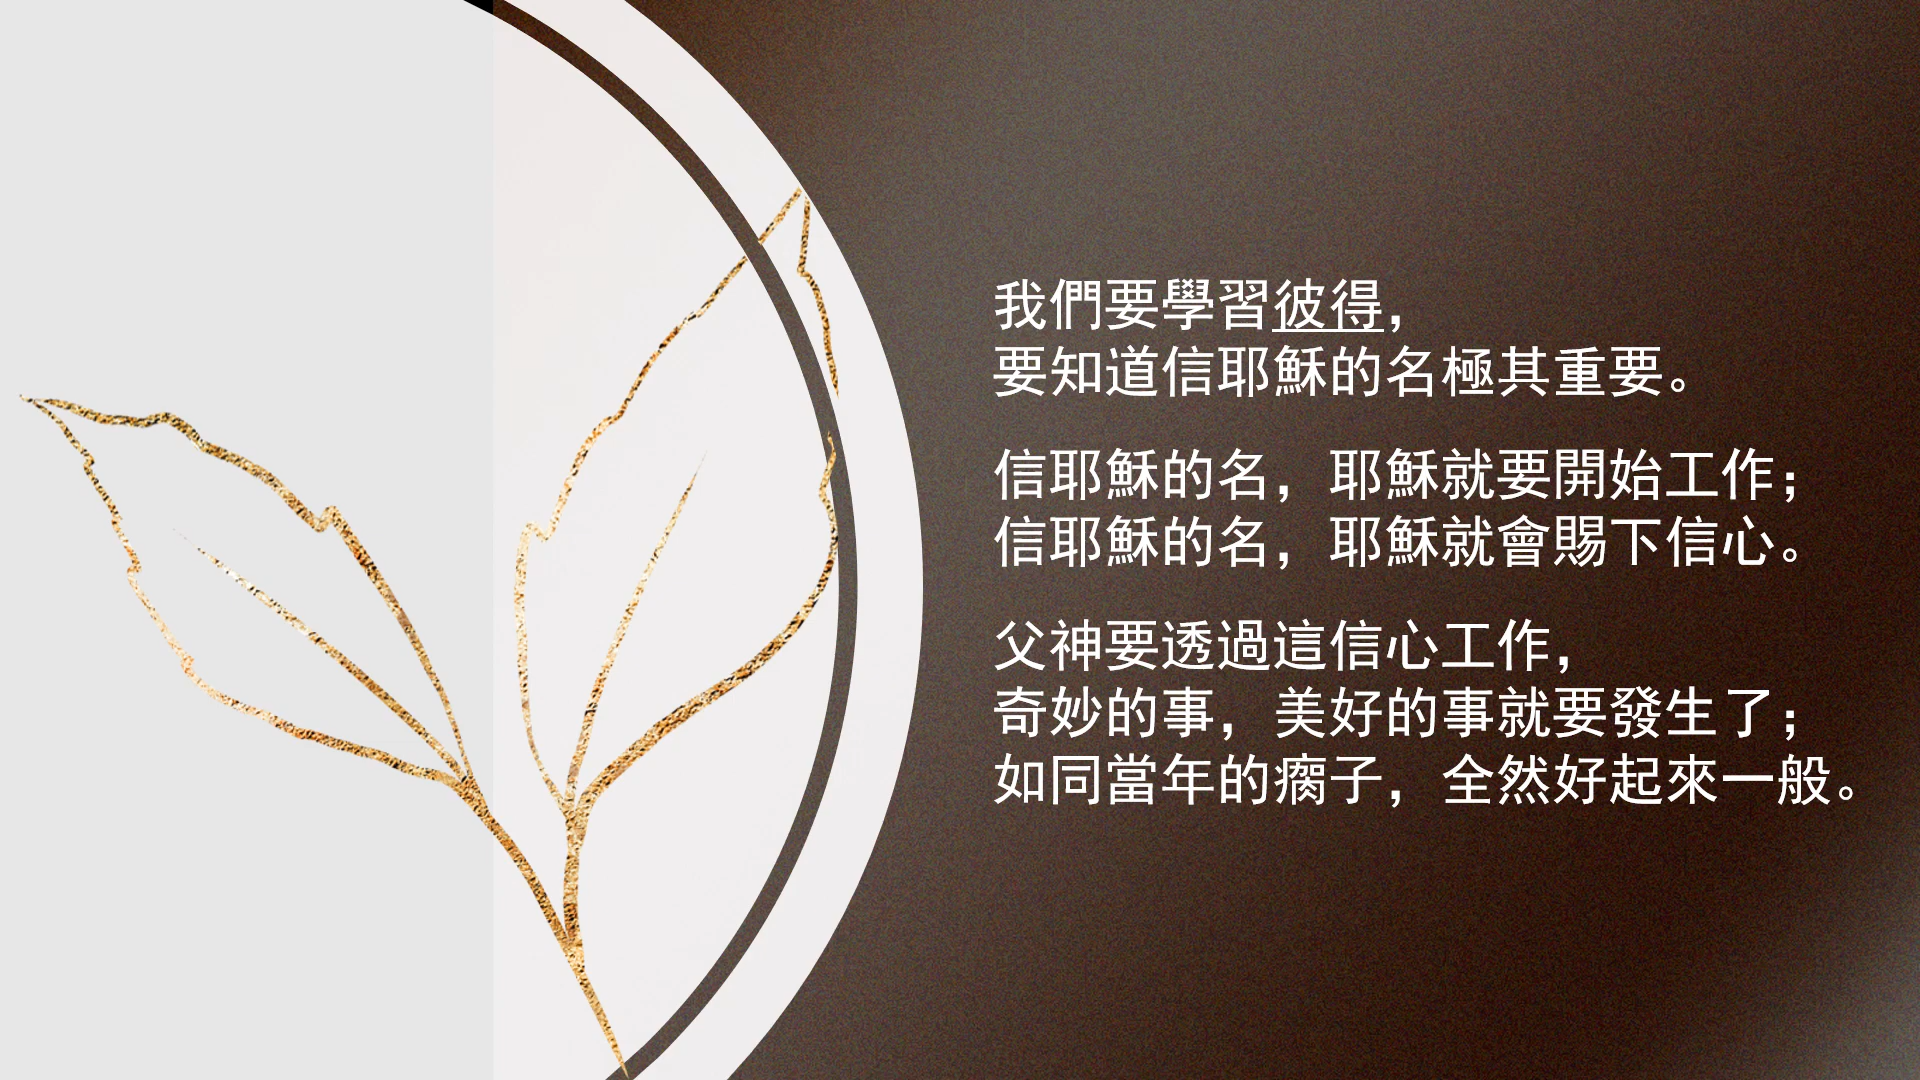 我們要學習彼得，
要知道信耶穌的名極其重要。
信耶穌的名，耶穌就要開始工作；
信耶穌的名，耶穌就會賜下信心。
父神要透過這信心工作，
奇妙的事，美好的事就要發生了；
如同當年的瘸子，全然好起來一般。